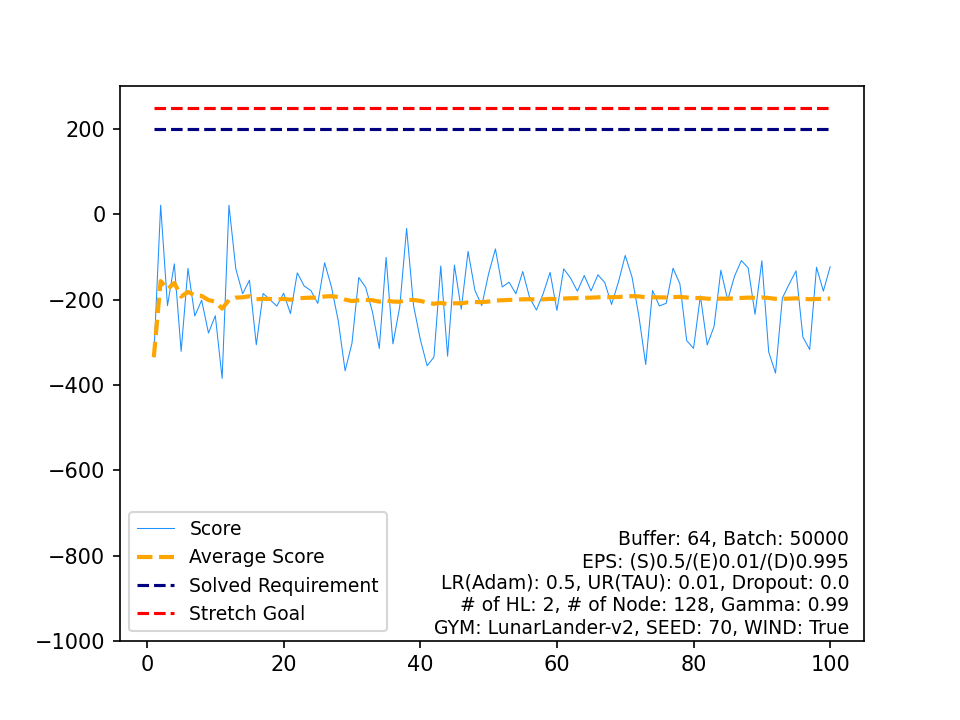 200
0
−200
−400
−600
−800
−1000
0 20 40 60 80 100
Score
Average Score
Solved Requirement
Stretch Goal
Buffer: 64, Batch: 50000
EPS: (S)0.5/(E)0.01/(D)0.995
LR(Adam): 0.5, UR(TAU): 0.01, Dropout: 0.0
# of HL: 2, # of Node: 128, Gamma: 0.99
GYM: LunarLander-v2, SEED: 70, WIND: True